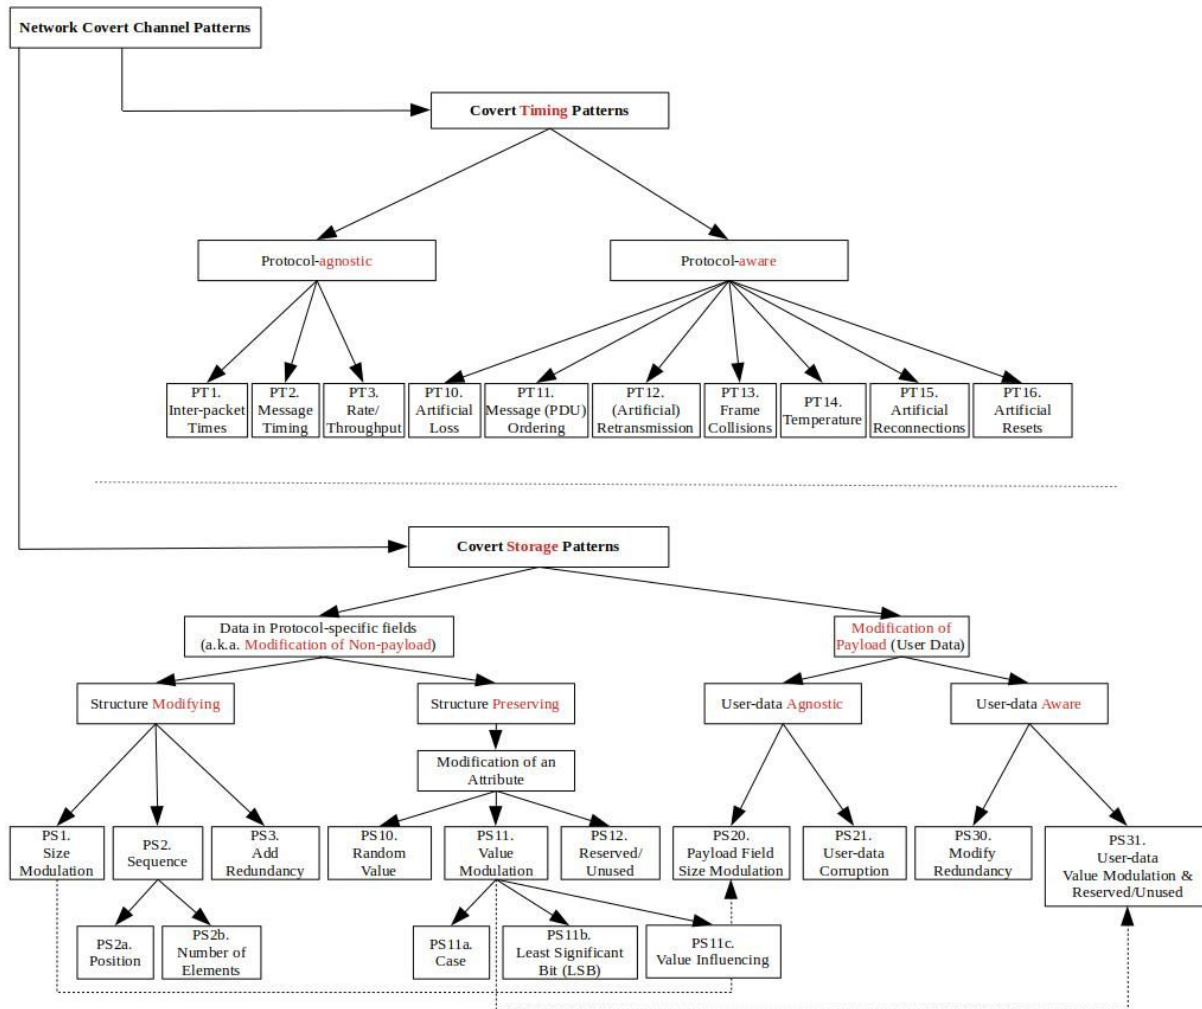 Network Covert Channel Patterns
Covert Timing Patterns
Protocol-agnostic
Protocol-aware
PT1.
Inter-packet
Times
PT2.
Message
Timing
PT3.
Rate/
Throughput
PT10.
Artificial
Loss
PT11.
Message (PDU)
Ordering
PT12.
(Artificial)
Retransmission
PT13.
Frame
Collisions
PT14.
Temperature
PT15.
Artificial
Reconnections
PT16.
Artificial
Resets
Covert Storage Patterns
Data in Protocol-specific fields
(a.k.a. Modification of Non-payload)
Modification of
Payload (User Data)
Structure Modifying
Structure Preserving
User-data Agnostic
User-data Aware
Modification of an
Attribute
PS1.
Size
Modulation
PS2.
Sequence
PS3.
Add
Redundancy
PS10.
Random
Value
PS11.
Value
Modulation
PS12.
Reserved/
Unused
PS20.
Payload Field
Size Modulation
PS21.
User-data
Corruption
PS30.
Modify
Redundancy
PS31.
User-data
Value Modulation &
Reserved/Unused
PS2a.
Position
PS2b.
Number of
Elements
PS11a.
Case
PS11b.
Least Significant
Bit (LSB)
PS11c.
Value Influencing